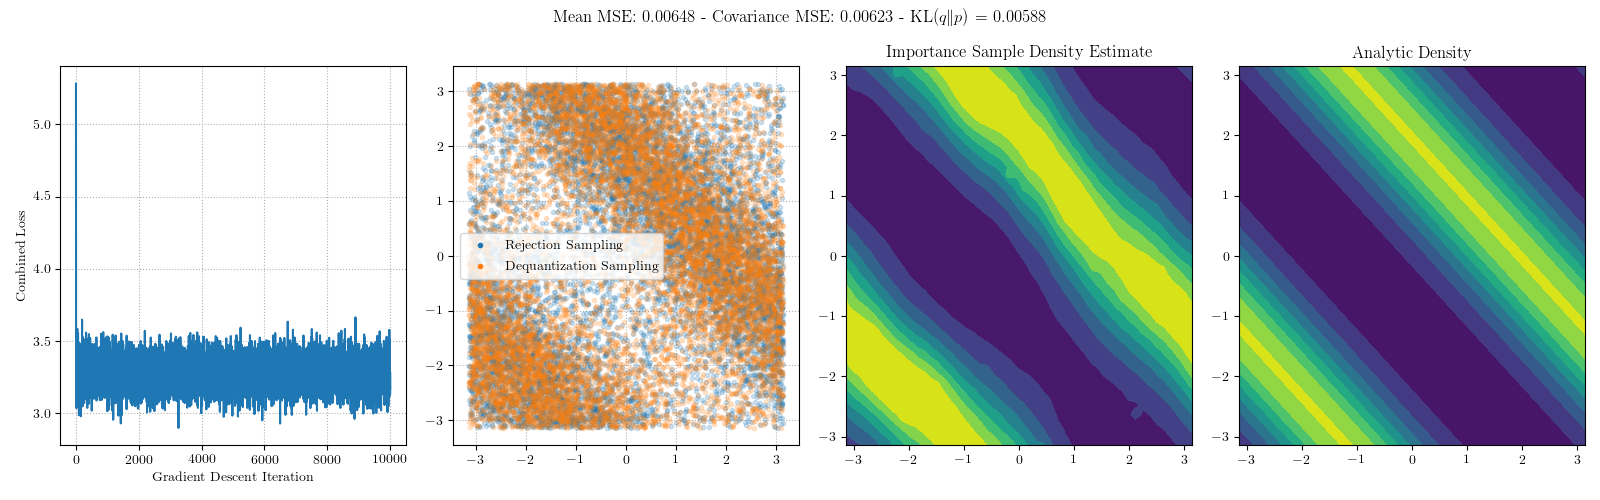 Mean MSE: 0.00648 - Covariance MSE: 0.00623 - KL(q∥p) = 0.00588
Combined Loss
5.0
4.5
4.0
3.5
3.0
0 2000 4000 6000 8000 10000
Gradient Descent Iteration
3
2
1
0
−1
−2
−3
−3 −2 −1 0 1 2 3
Rejection Sampling
Dequantization Sampling
Importance Sample Density Estimate
3
2
1
0
−1
−2
−3
−3 −2 −1 0 1 2 3
Analytic Density
3
2
1
0
−1
−2
−3
−3 −2 −1 0 1 2 3